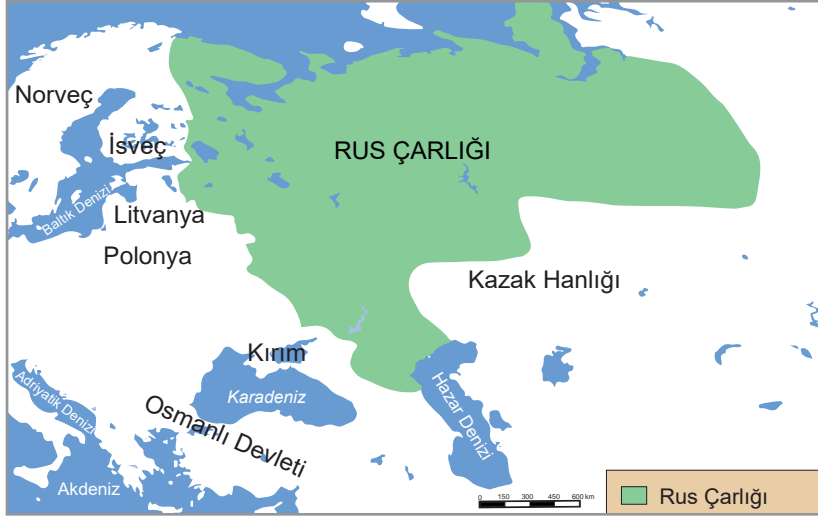 Norveç
İsveç
RUS ÇARLIĞI
Baltık Denizi
Litvanya
Polonya
Kazak Hanlığı
Kırım
Karadeniz
Adriyatik Denizi
Hazar Denizi
Osmanlı Devleti
Akdeniz
0 150 300 450 600 km
Rus Çarlığı